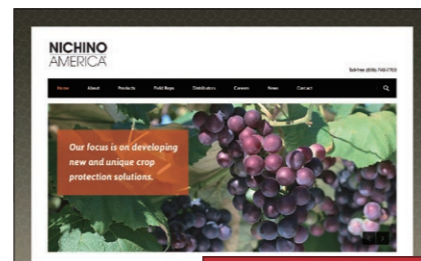 NICHINO
AMERICA
Home About Products Field Reps Distributors Careers News Contact
Our focus is on developing
new and unique crop
protection solutions.